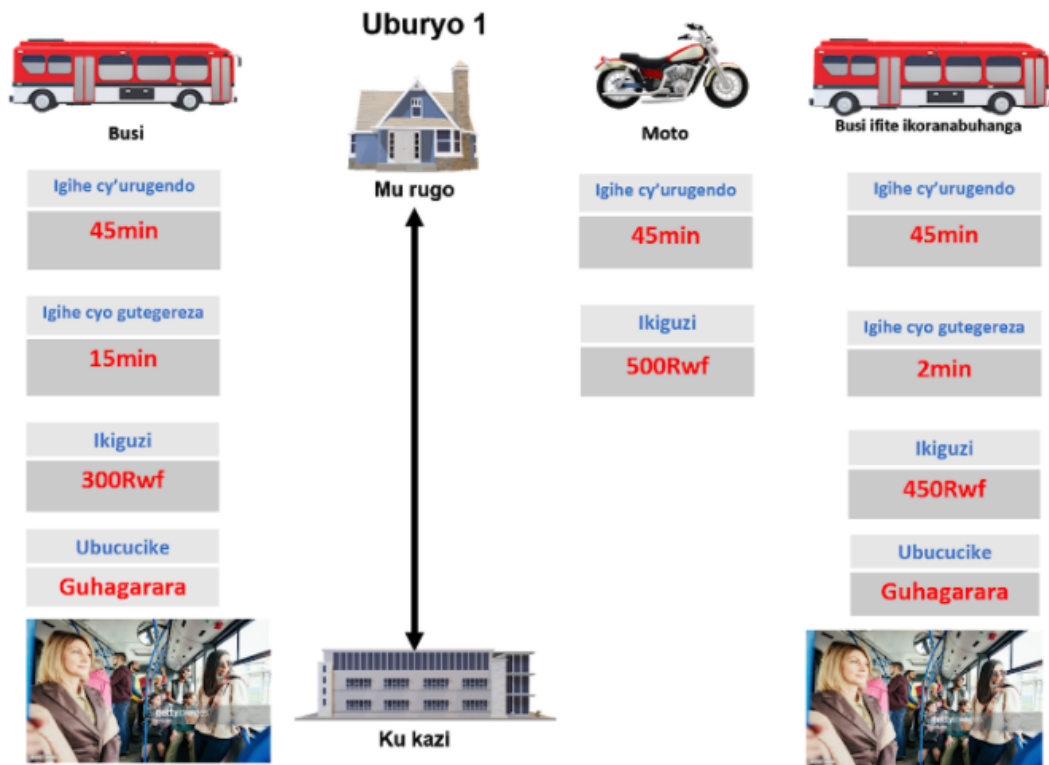 Uburyo 1
Busi
Igihe cy'urugendo
45min
Igihe cyo gutegereza
15min
Ikiguzi
300Rwf
Ubucucike
Guhagarara
Mu rugo
Ku kazi
Moto
Igihe cy'urugendo
45min
Ikiguzi
500Rwf
Busi ifite ikoranabuhanga
Igihe cy'urugendo
45min
Igihe cyo gutegereza
2min
Ikiguzi
450Rwf
Ubucucike
Guhagarara